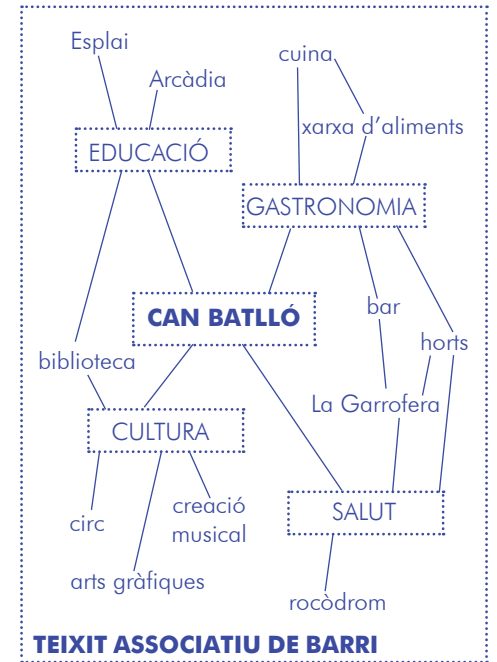 Esplai
cuina
Arcàdia
xarxa d'aliments
EDUCACIÓ
GASTRONOMIA
bar
CAN BATLLÓ
horts
biblioteca
La Garrofera
CULTURA
creació
musical
SALUT
circ
arts gràfiques
rocòdrom
TEIXIT ASSOCIATIU DE BARRI